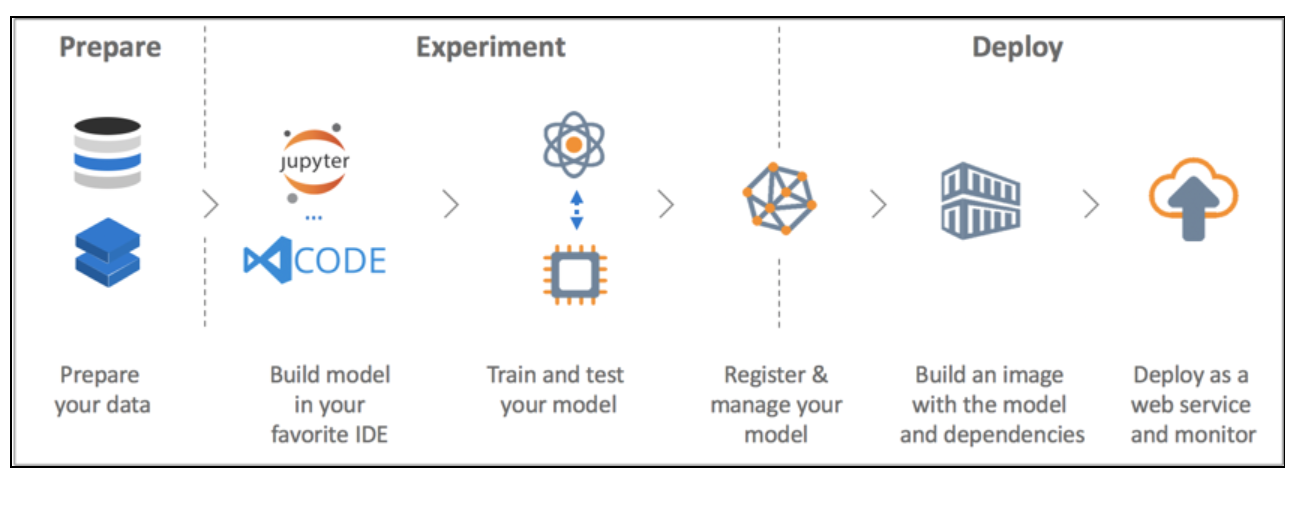 Prepare
Experiment
Deploy
jupyter
...
CODE
Prepare
your data
Build model
in your
favorite IDE
Train and test
your model
Register &
manage your
model
Build an image
with the model
and dependencies
Deploy as a
web service
and monitor